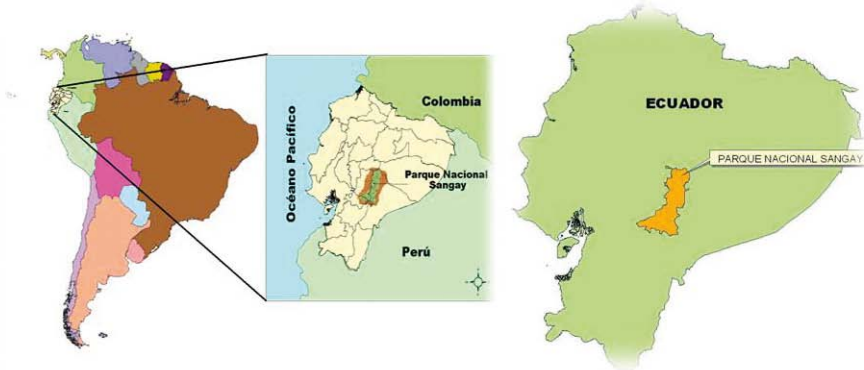 Océano Pacífico
Colombia
Parque Nacional
Sangay
Perú
ECUADOR
PARQUE NACIONAL SANGAY